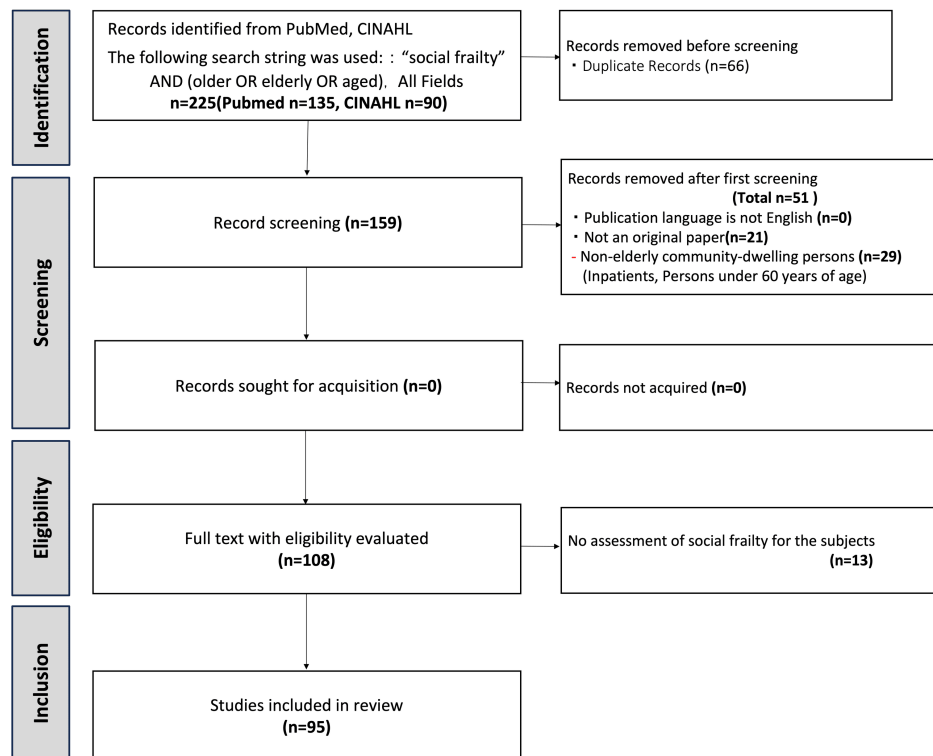 Identification
Records identified from PubMed, CINAHL
The following search string was used: : “social frailty”
AND (older OR elderly OR aged), All Fields
n=225(Pubmed n=135, CINAHL n=90)
Records removed before screening
・Duplicate Records (n=66)
Screening
Record screening (n=159)
Records removed after first screening
(Total n=51 )
・Publication language is not English (n=0)
・Not an original paper(n=21)
- Non-elderly community-dwelling persons (n=29)
(Inpatients, Persons under 60 years of age)
Records sought for acquisition (n=0)
Records not acquired (n=0)
Eligibility
Full text with eligibility evaluated
(n=108)
No assessment of social frailty for the subjects
(n=13)
Inclusion
Studies included in review
(n=95)